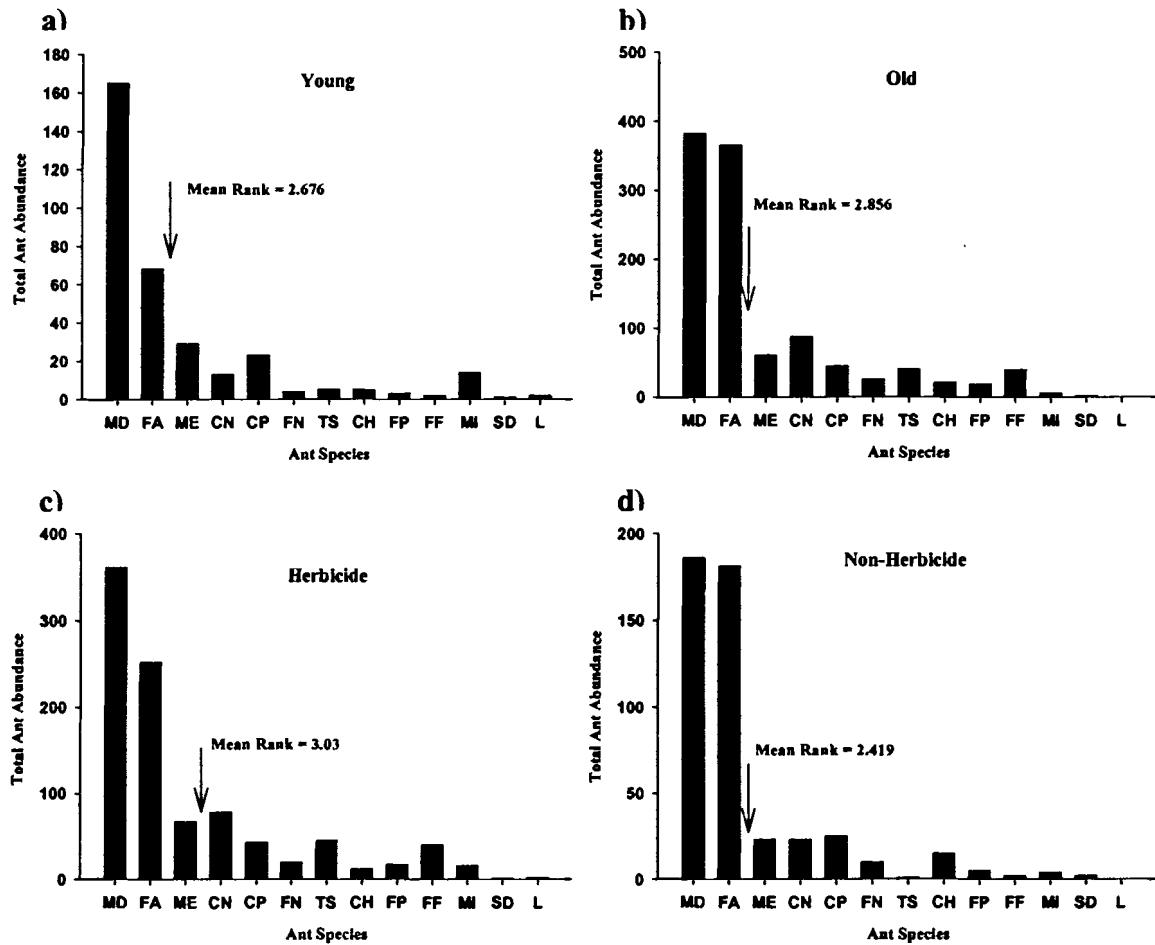 a)
Young
180
160
140
120
100
80
60
40
20
0
Total Ant Abundance
Mean Rank = 2.676
MD FA ME CN CP FN TS CH FP FF MI SD L
Ant Species
b)
Old
500
400
300
200
100
0
Total Ant Abundance
Mean Rank = 2.856
MD FA ME CN CP FN TS CH FP FF MI SD L
Ant Species
c)
Herbicide
400
300
200
100
0
Total Ant Abundance
Mean Rank = 3.03
MD FA ME CN CP FN TS CH FP FF MI SD L
Ant Species
d)
Non-Herbicide
200
150
100
50
0
Total Ant Abundance
Mean Rank = 2.419
MD FA ME CN CP FN TS CH FP FF MI SD L
Ant Species